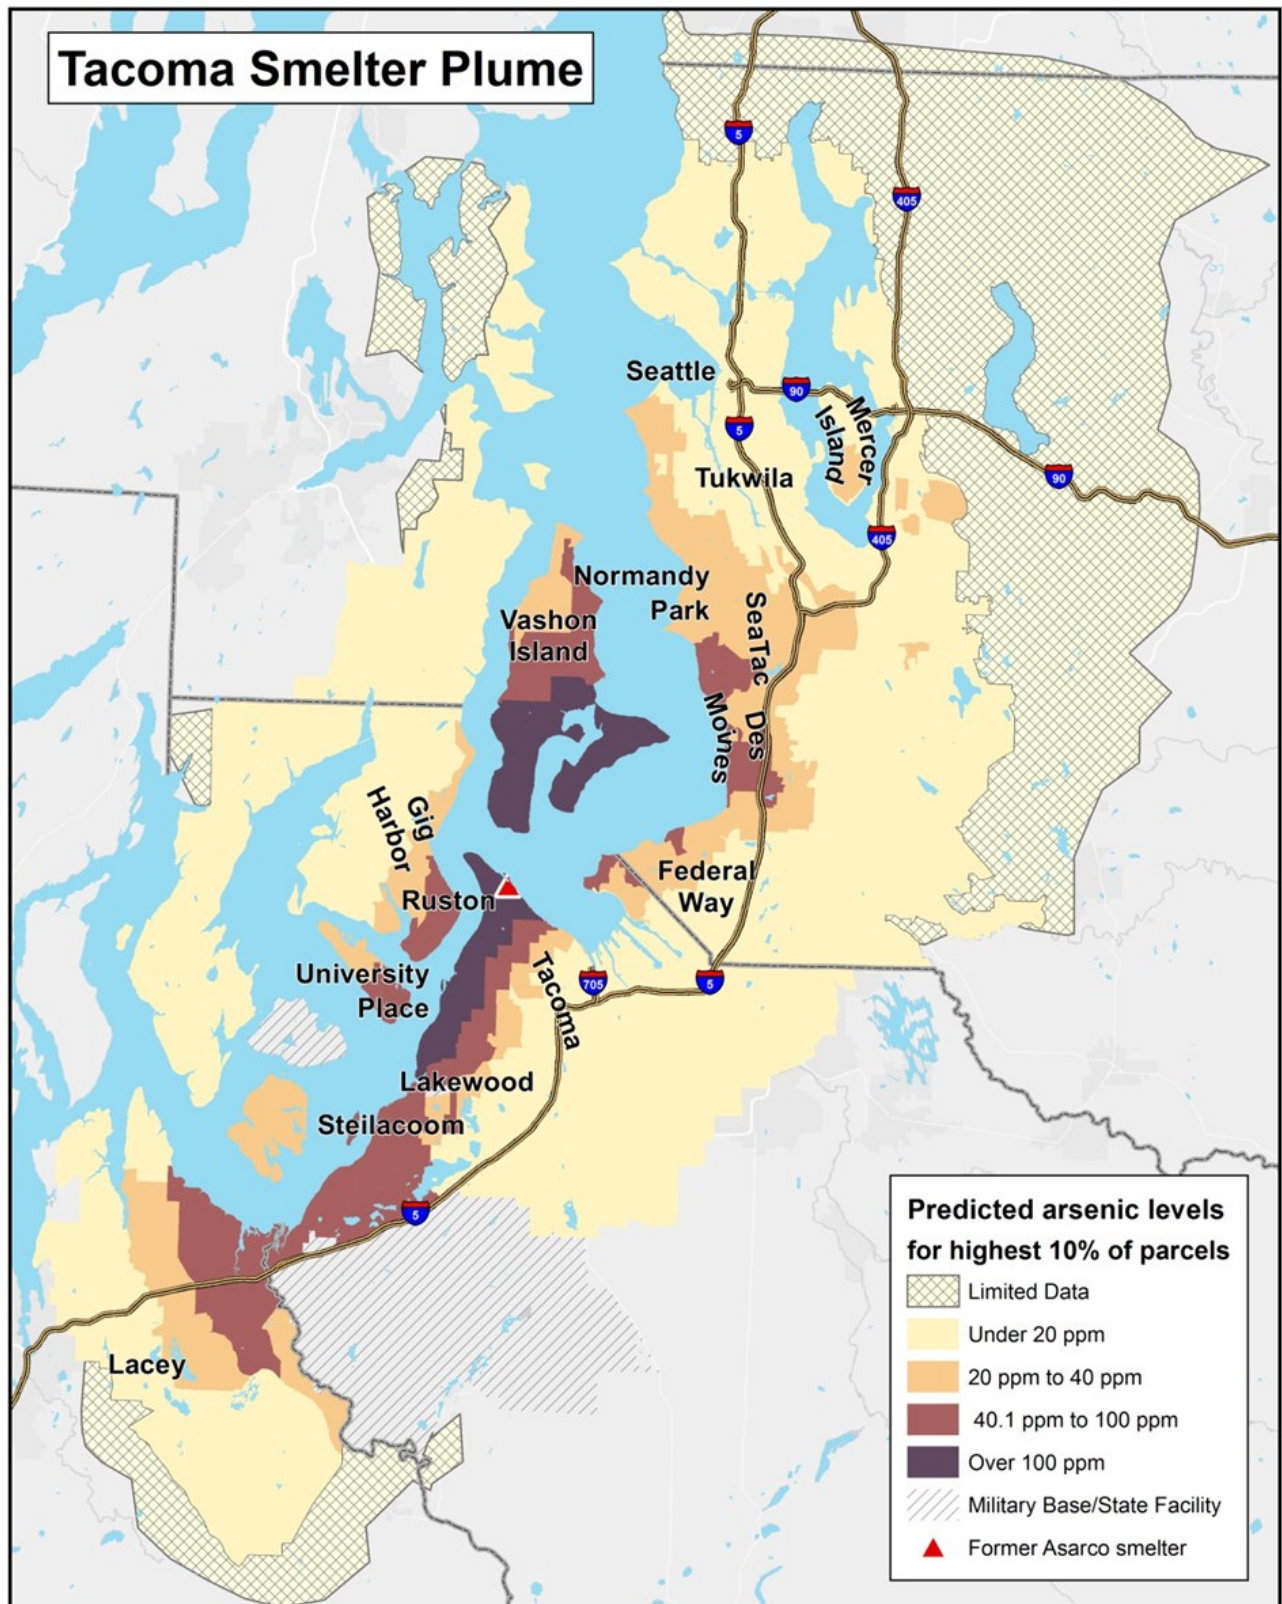 Tacoma Smelter Plume
5
405
Seattle
90
Mercer
Island
5
Tukwila
90
405
Normandy
Park
Vashon
Island
SeaTac
Des
Moines
Gig
Harbor
Federal
Way
Ruston
University
Place
Tacoma
705
5
Lakewood
Steilacoom
5
Lacey
Predicted arsenic levels
for highest 10% of parcels
Limited Data
Under 20 ppm
20 ppm to 40 ppm
40.1 ppm to 100 ppm
Over 100 ppm
Military Base/State Facility
Former Asarco smelter